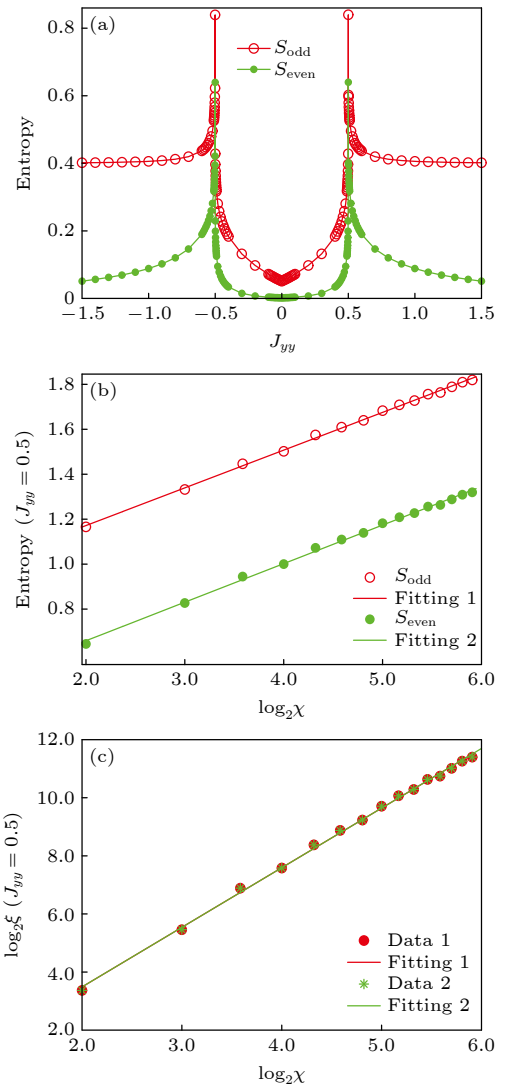 (a)
S_odd
S_even
Entropy
0.6
0.4
0.2
0.8
0
−1.5 −1.0 −0.5 0 0.5 1.0 1.5
J_yy
(b)
Entropy (J_yy = 0.5)
1.8
1.6
1.4
1.2
1.0
0.8
S_odd
Fitting 1
S_even
Fitting 2
2.0 3.0 4.0 5.0 6.0
log₂χ
(c)
log₂ξ (J_yy = 0.5)
12.0
10.0
8.0
6.0
4.0
2.0
Data 1
Fitting 1
Data 2
Fitting 2
2.0 3.0 4.0 5.0 6.0
log₂χ